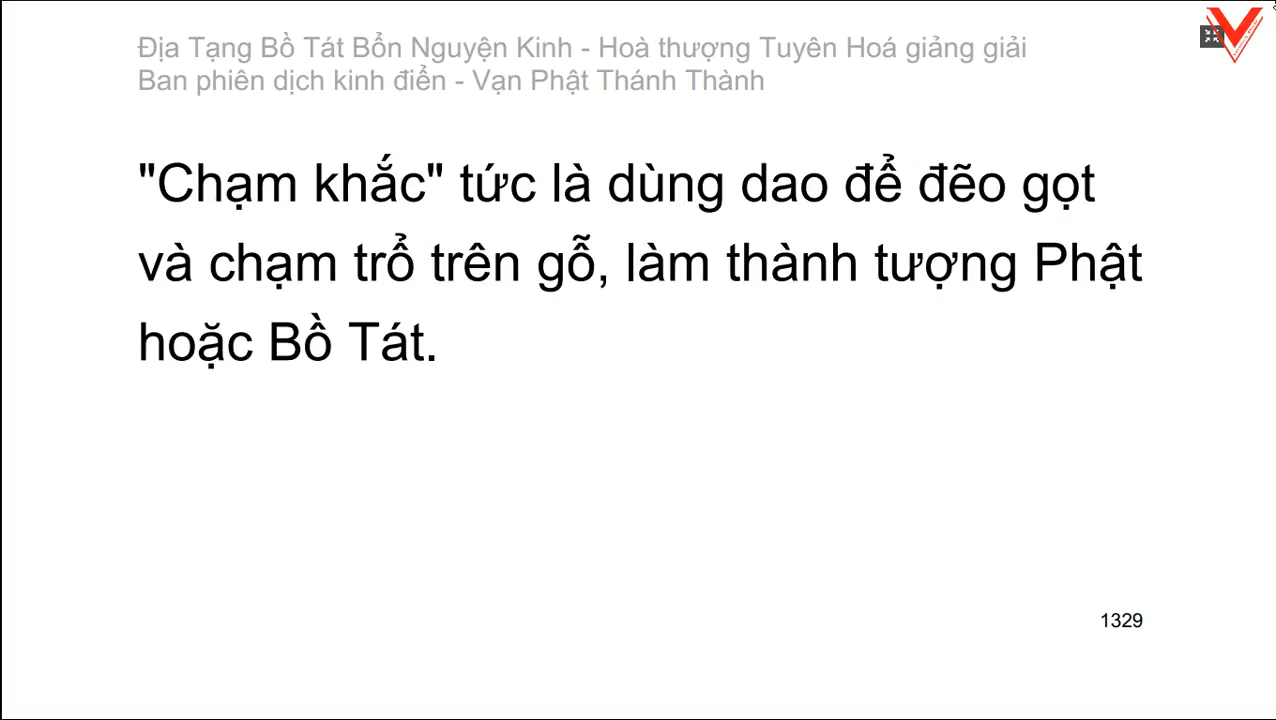 Địa Tạng Bồ Tát Bổn Nguyện Kinh - Hoà thượng Tuyên Hoá giảng giải
Ban phiên dịch kinh điển - Vạn Phật Thánh Thành
"Chạm khắc" tức là dùng dao để đẽo gọt
và chạm trổ trên gỗ, làm thành tượng Phật
hoặc Bồ Tát.
1329